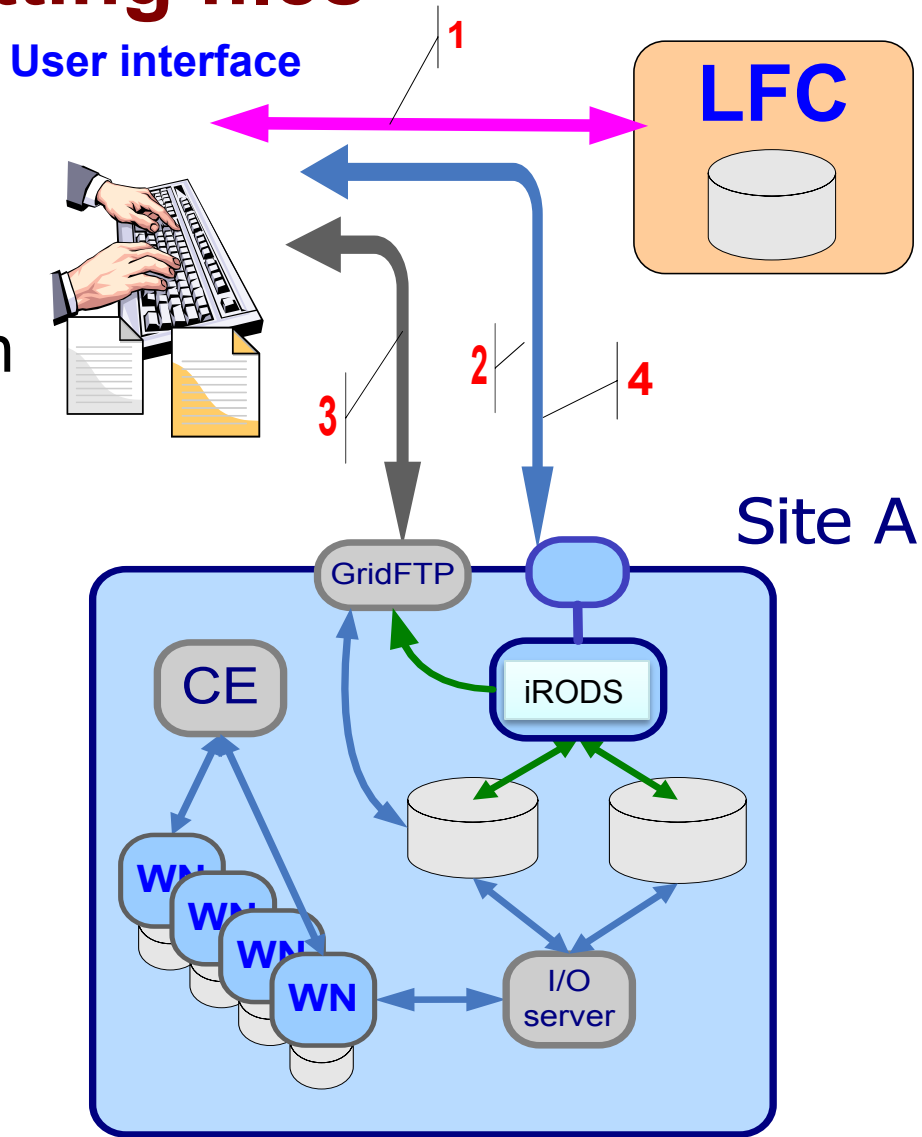 1
User interface
LFC
2
4
3
Site A
GridFTP
iRODS
CE
WN
WN
WN
WN
I/O
server